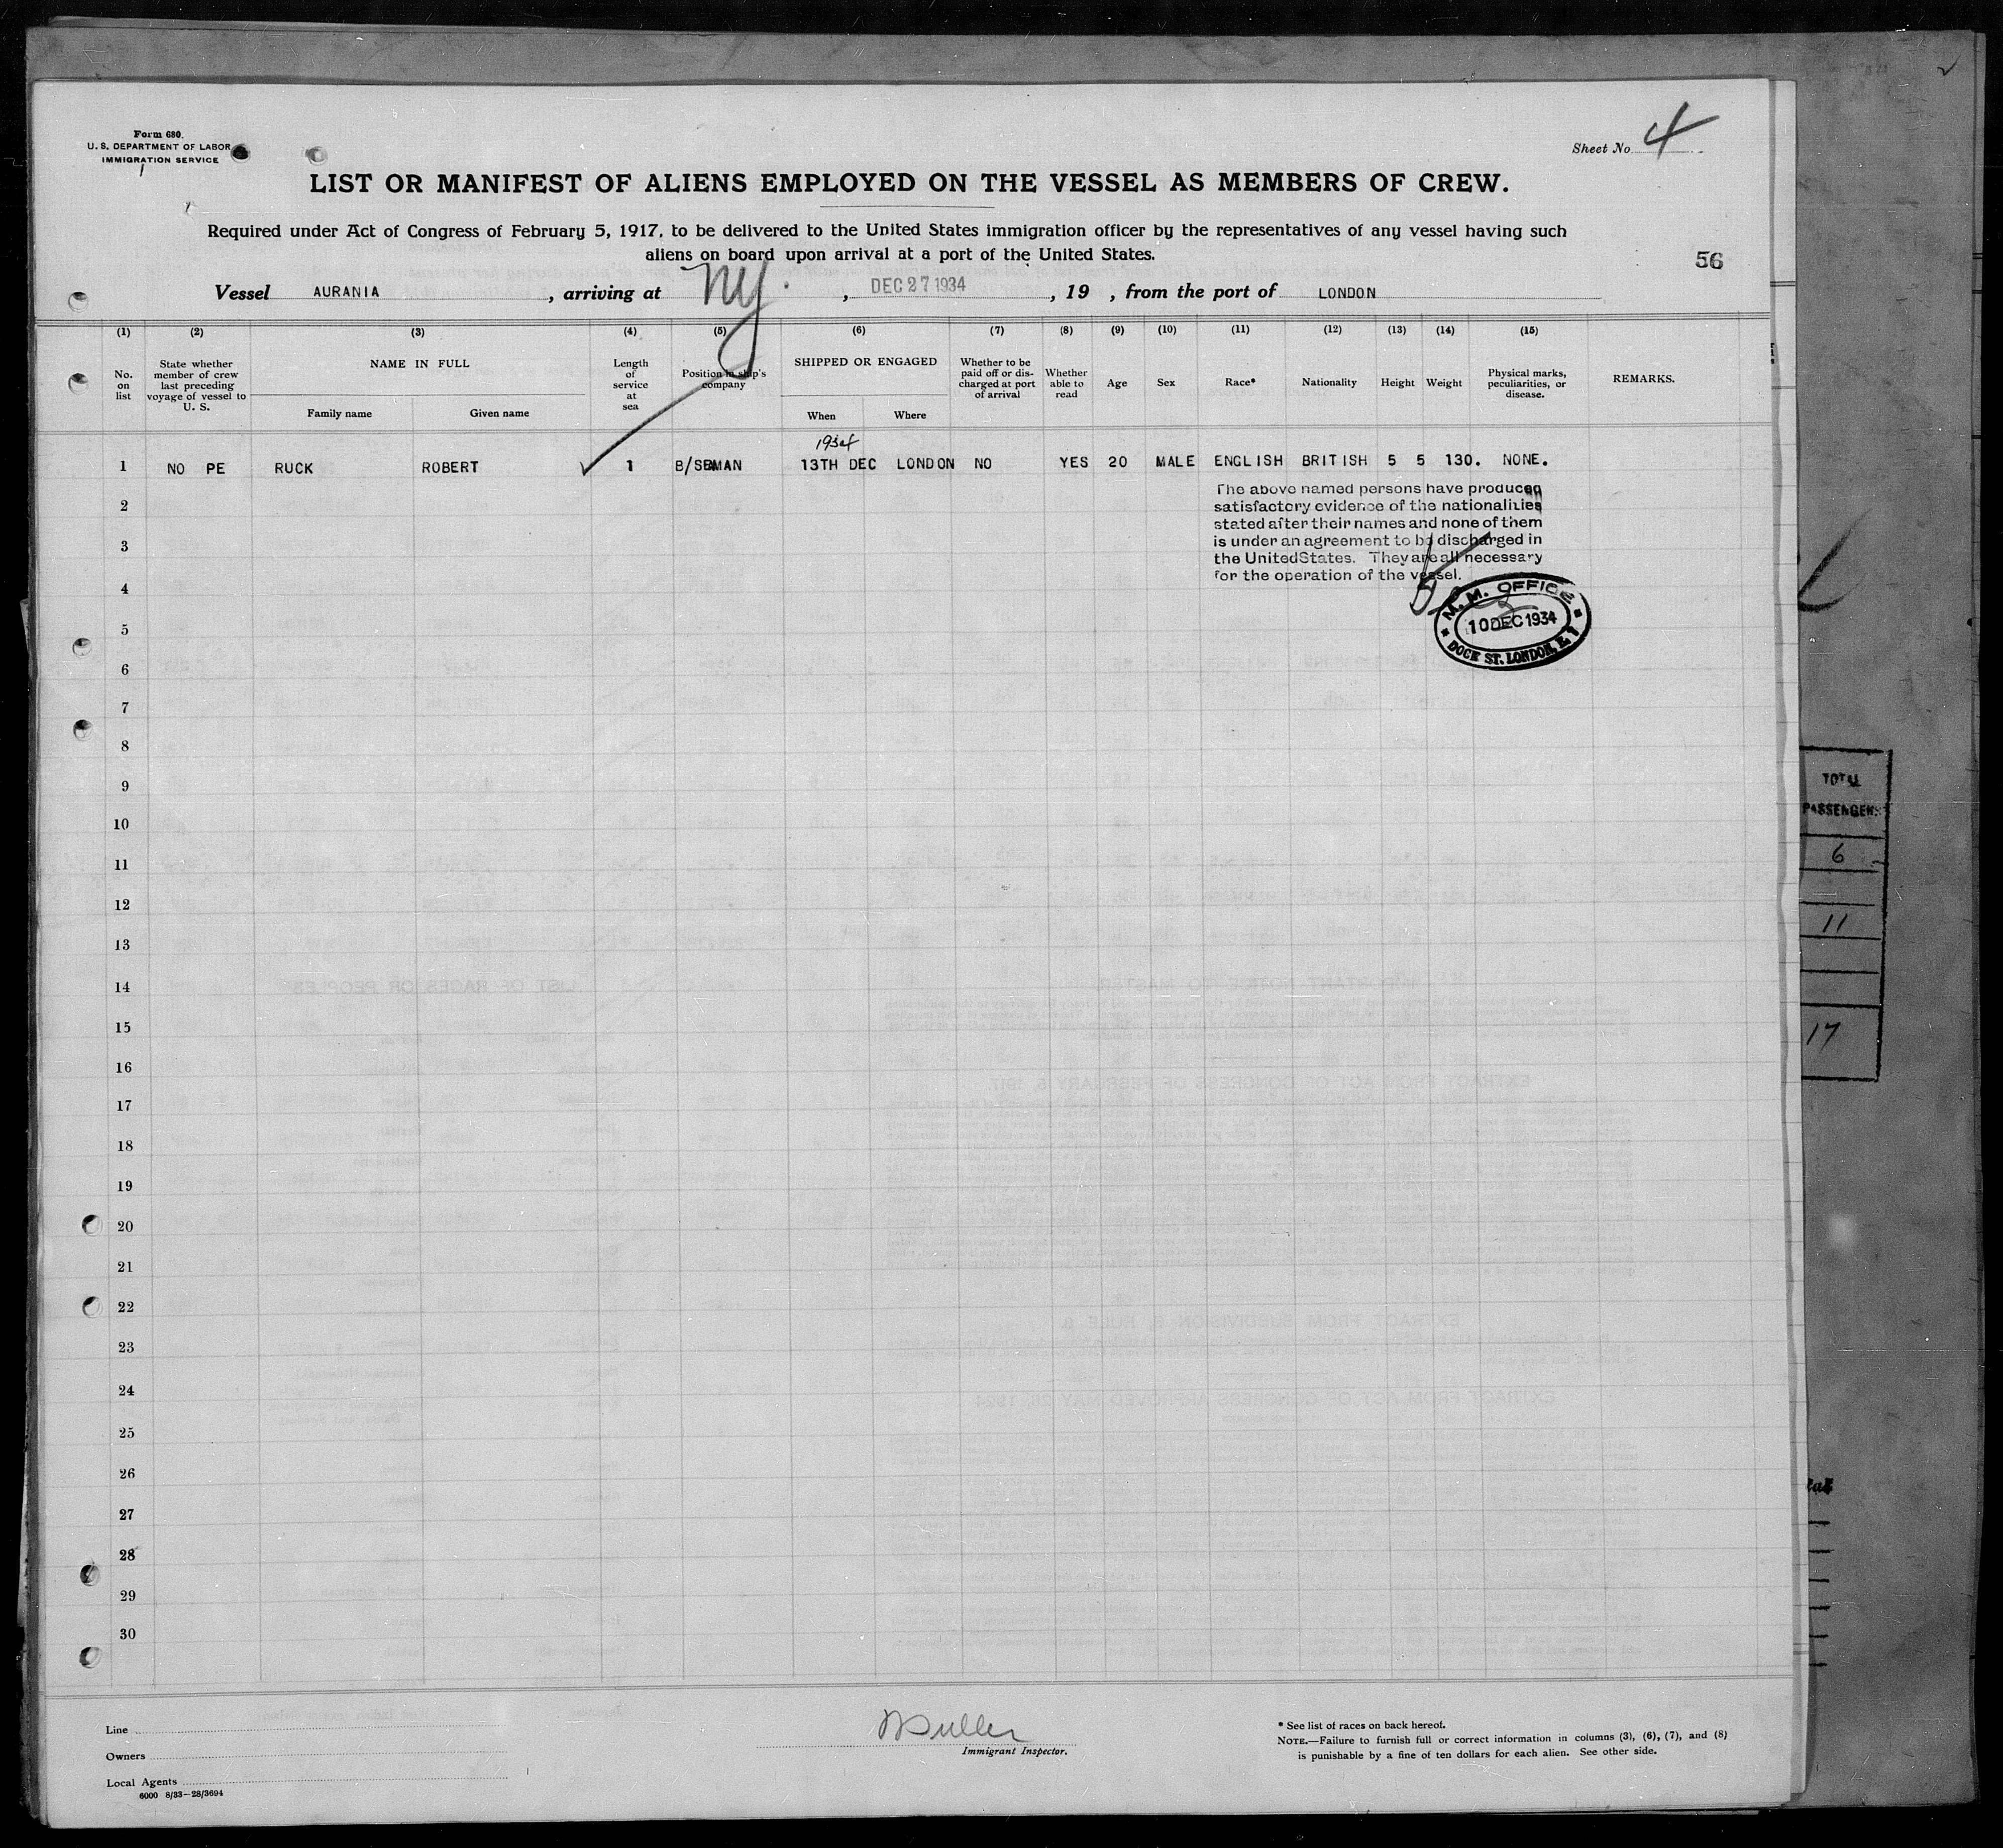 Form 680.
U. S. DEPARTMENT OF LABOR
IMMIGRATION SERVICE
Sheet No. 4
LIST OR MANIFEST OF ALIENS EMPLOYED ON THE VESSEL AS MEMBERS OF CREW.
Required under Act of Congress of February 5, 1917, to be delivered to the United States immigration officer by the representatives of any vessel having such
aliens on board upon arrival at a port of the United States.
56
Vessel AURANIA, arriving at NY., DEC 27 1934, 19 , from the port of LONDON
(1) (2) (3) (4) (5) (6) (7) (8) (9) (10) (11) (12) (13) (14) (15)
No. on list
State whether member of crew last preceding voyage of vessel to U. S.
NAME IN FULL
Family name
Given name
Length of service at sea
Position in ship's company
SHIPPED OR ENGAGED
When
Where
Whether to be paid off or discharged at port of arrival
Whether able to read
Age
Sex
Race*
Nationality
Height
Weight
Physical marks, peculiarities, or disease.
REMARKS.
1934
1 NO PE RUCK ROBERT 1 13TH DEC LONDON NO YES 20 MALE ENGLISH BRITISH 5 5 130. NONE.
The above named persons have produced
satisfactory evidence of the nationalities
stated after their names and none of them
is under an agreement to be discharged in
the United States. They are all necessary
for the operation of the vessel.
M. M. OFFICE
10 DEC 1934
DOCK ST. LONDON, E. 1
2
3
4
5
6
7
8
9
10
11
12
13
14
15
16
17
18
19
20
21
22
23
24
25
26
27
28
29
30
TOTAL
PASSENGERS
6
11
17
Line
Owners
Local Agents
6000 8/33—28/3694
Immigrant Inspector.
* See list of races on back hereof.
NOTE.—Failure to furnish full or correct information in columns (3), (6), (7), and (8)
is punishable by a fine of ten dollars for each alien. See other side.